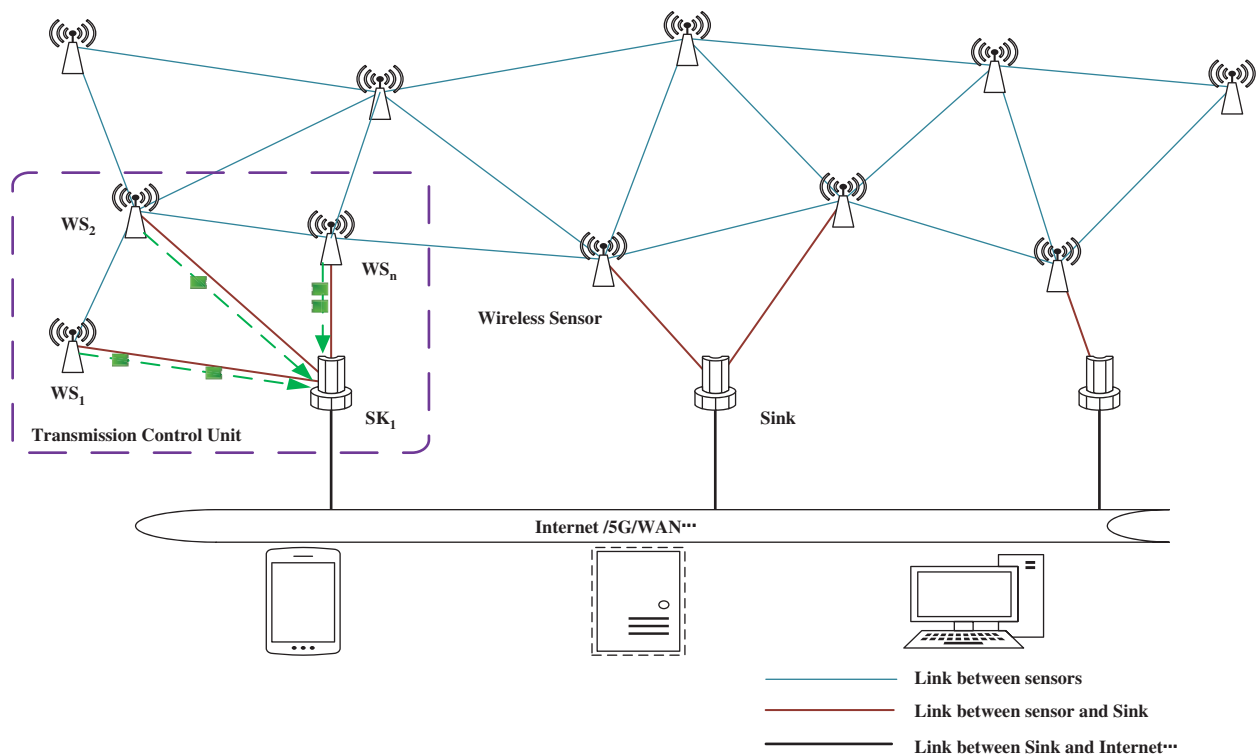 WS2
WSn
Wireless Sensor
WS1
SK1
Sink
Transmission Control Unit
Internet /5G/WAN···
Link between sensors
Link between sensor and Sink
Link between Sink and Internet···